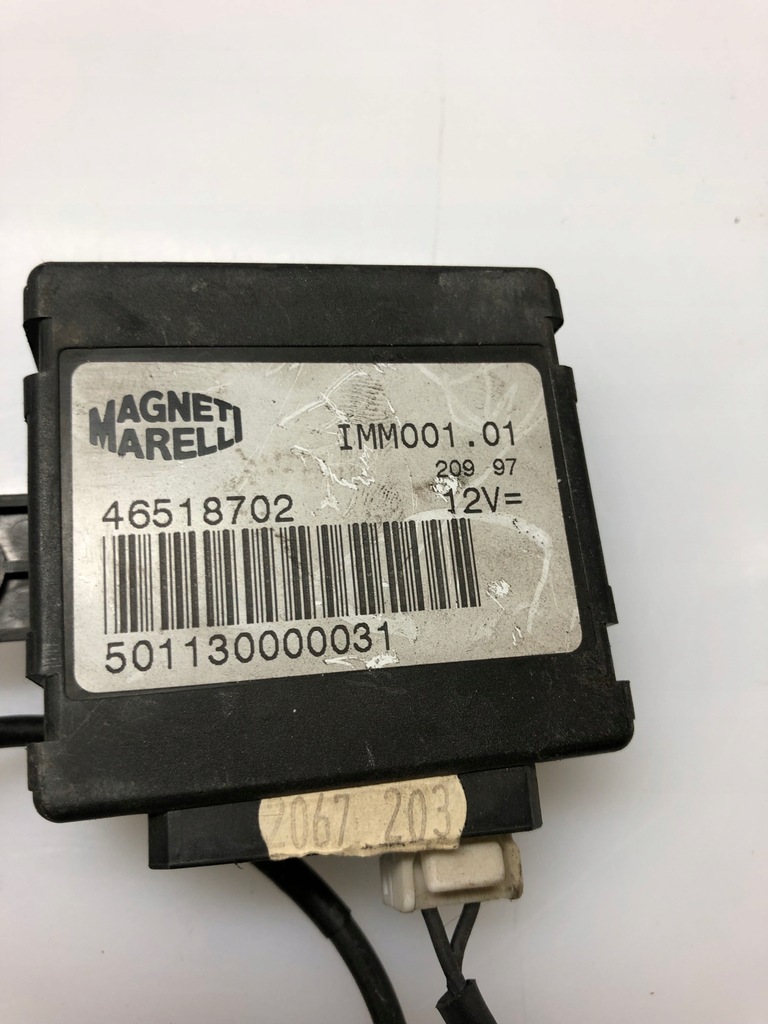 MAGNETI
MARELLI
IMM001.01
209 97
46518702
12V=
501130000031
2067 203